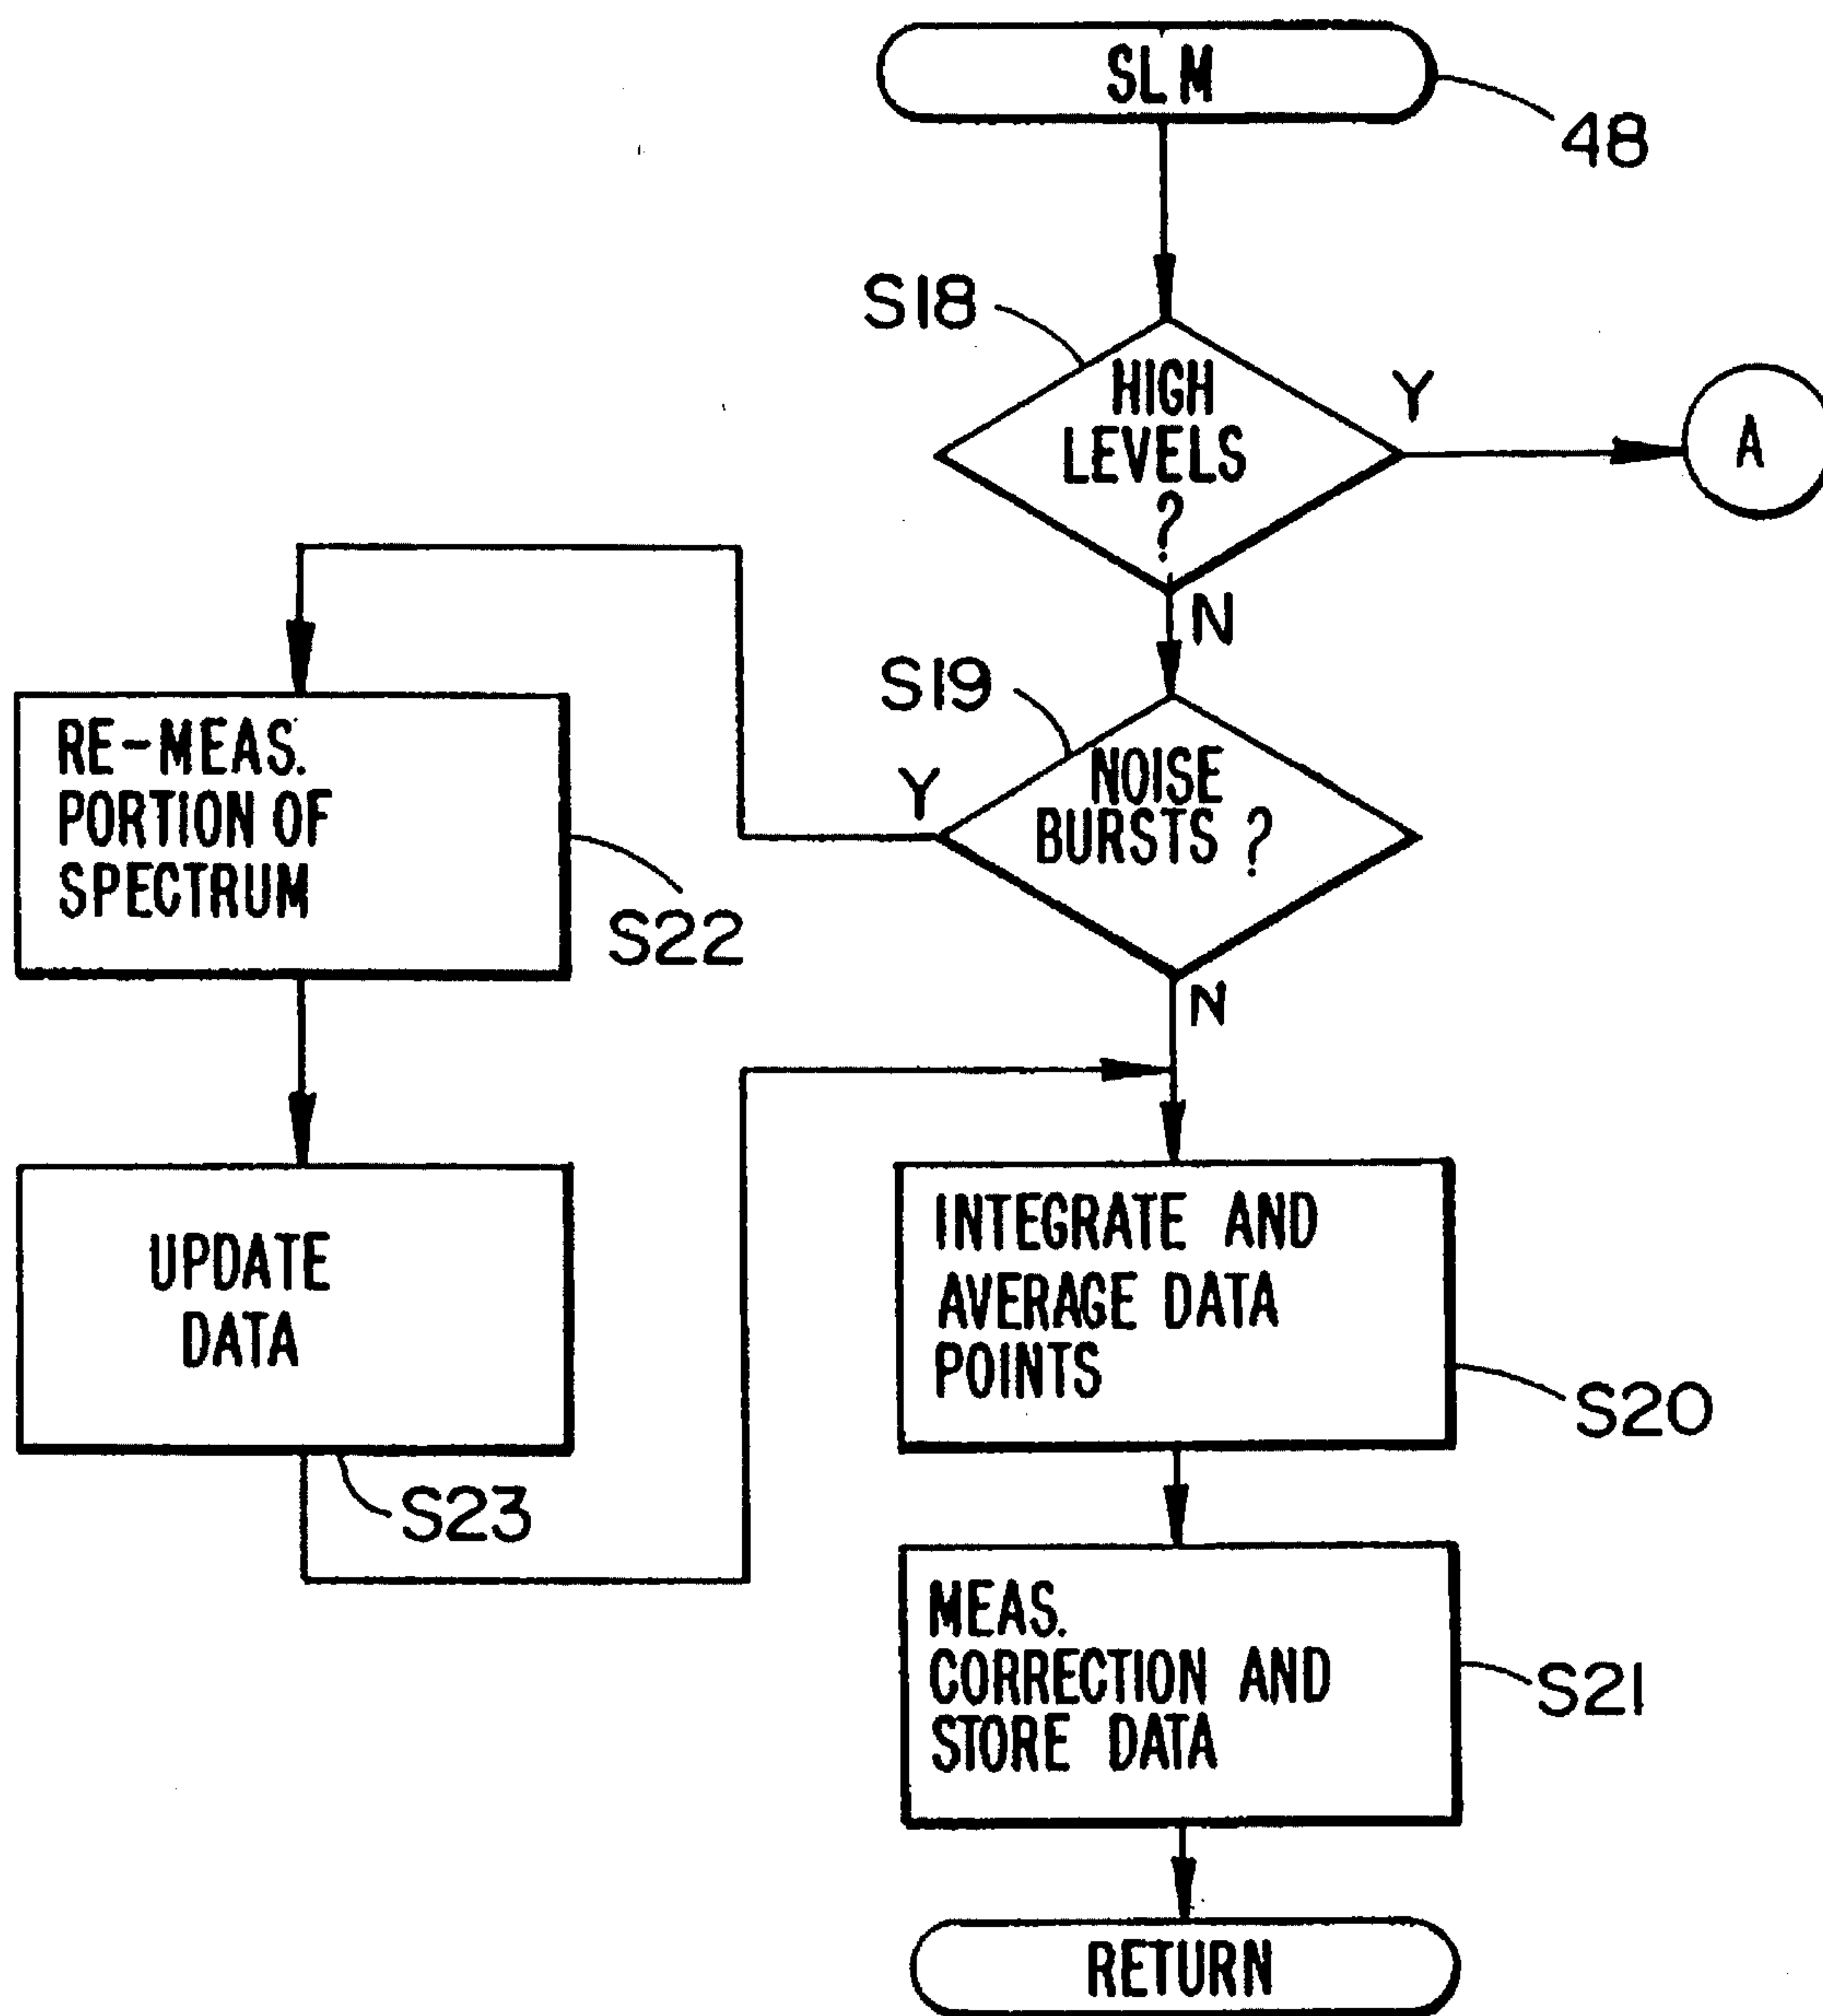 SLM
48
S18
HIGH
LEVELS
?
Y
A
N
S19
NOISE
BURSTS ?
Y
N
RE-MEAS.
PORTION OF
SPECTRUM
S22
UPDATE
DATA
S23
INTEGRATE AND
AVERAGE DATA
POINTS
S20
MEAS.
CORRECTION AND
STORE DATA
S21
RETURN